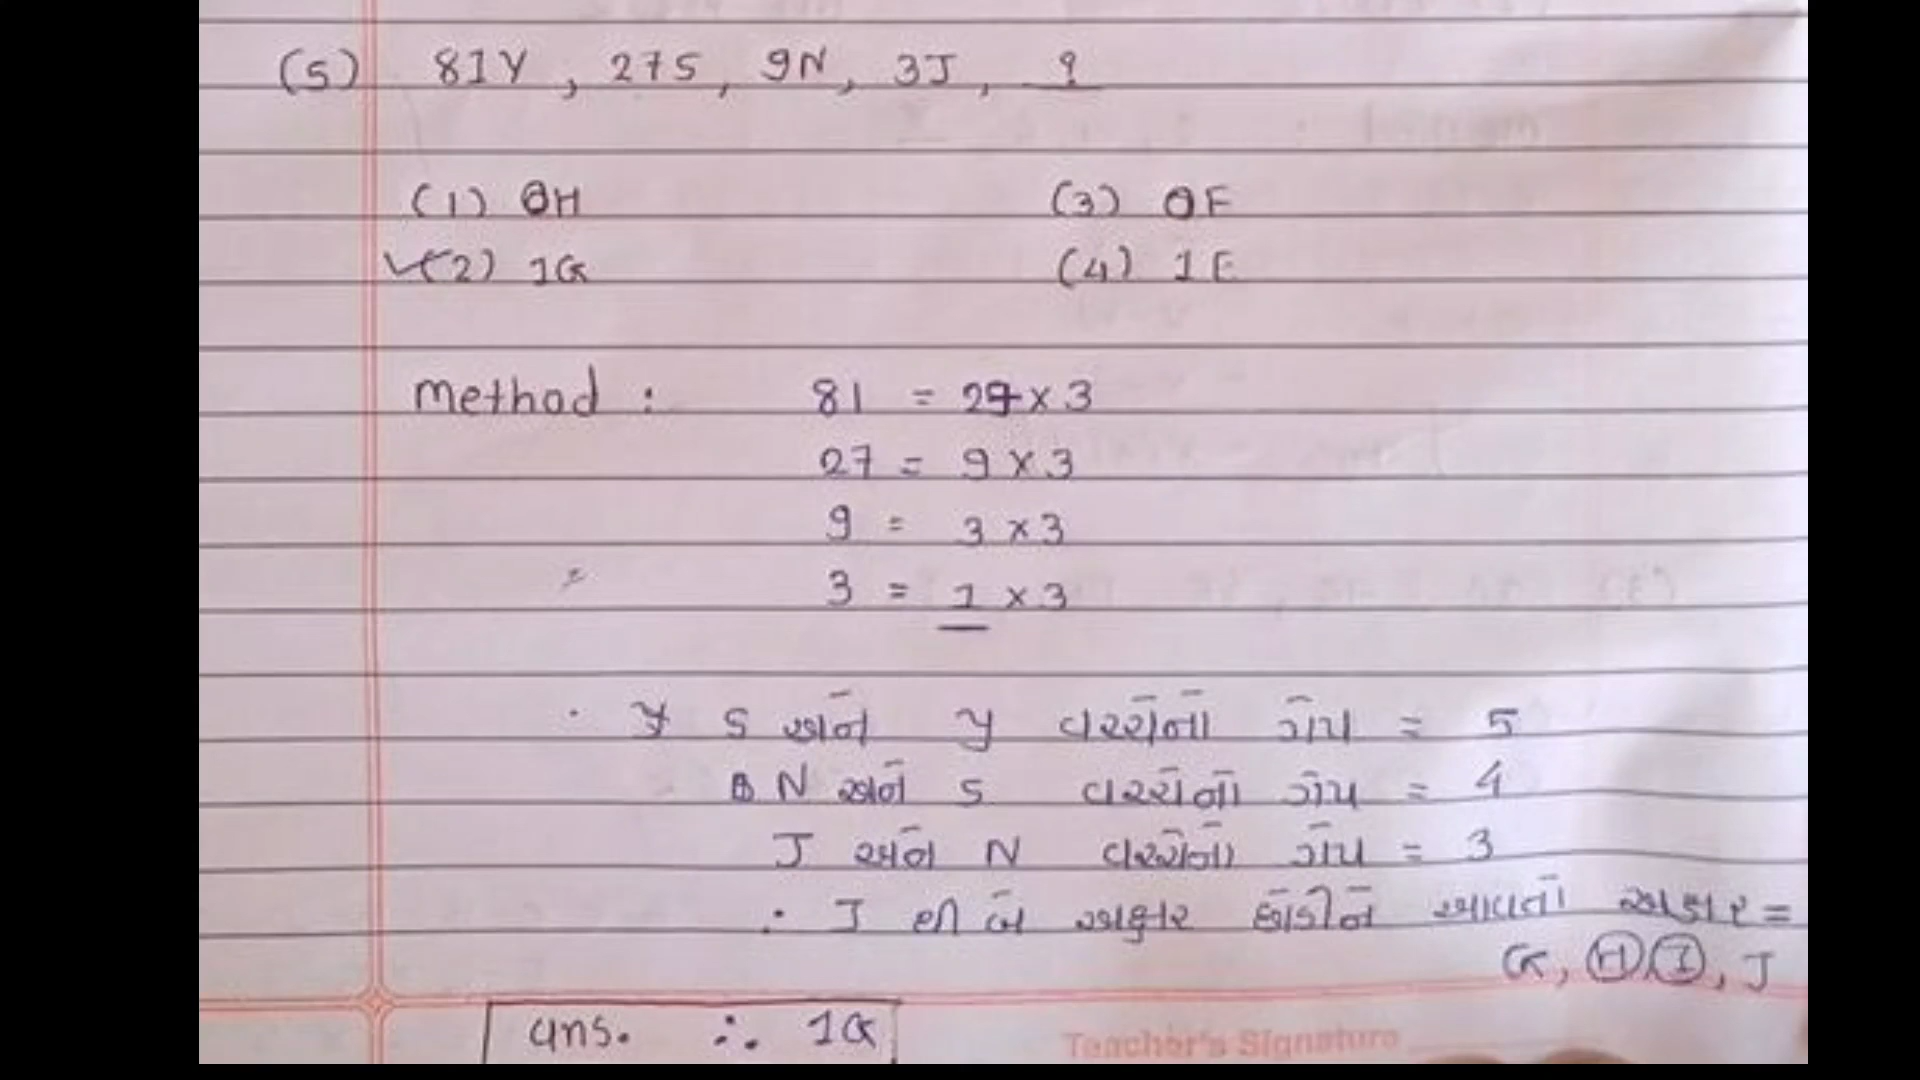 (5) 81Y, 27S, 9N, 3J, ?
(1) 0H (3) 0F
(2) 1G (4) 1E
Method : 81 = 27 × 3
27 = 9 × 3
9 = 3 × 3
3 = 1 × 3
S અને Y વચ્ચેનો ગેપ = 5
N અને S વચ્ચેનો ગેપ = 4
J અને N વચ્ચેનો ગેપ = 3
∴ J થી બે અક્ષર છોડીને આવતો અક્ષર =
G, H, I, J
ans. ∴ 1G
Teacher's Signature